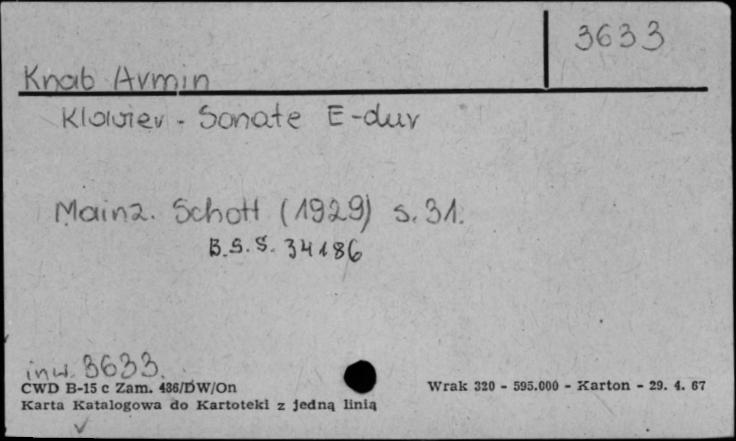 3633
Knab Armin
Klavier - Sonate E-dur
Mainz. Schott (1929) s. 31.
B.S.S. 34186
inw. 3633.
CWD B-15 c Zam. 436/DW/On
Wrak 320 - 595.000 - Karton - 29. 4. 67
Karta Katalogowa do Kartoteki z jedną linią